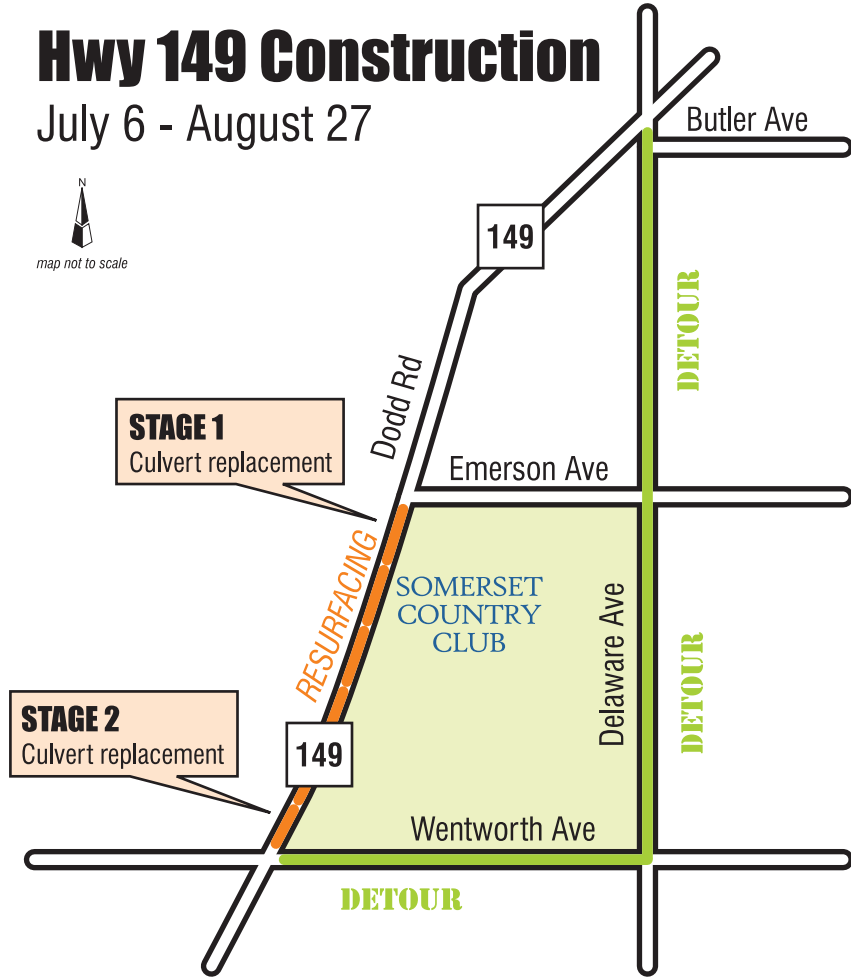 Hwy 149 Construction
July 6 - August 27
N
map not to scale
Butler Ave
149
DETOUR
Dodd Rd
STAGE 1
Culvert replacement
Emerson Ave
RESURFACING
SOMERSET
COUNTRY
CLUB
Delaware Ave
DETOUR
STAGE 2
Culvert replacement
149
Wentworth Ave
DETOUR